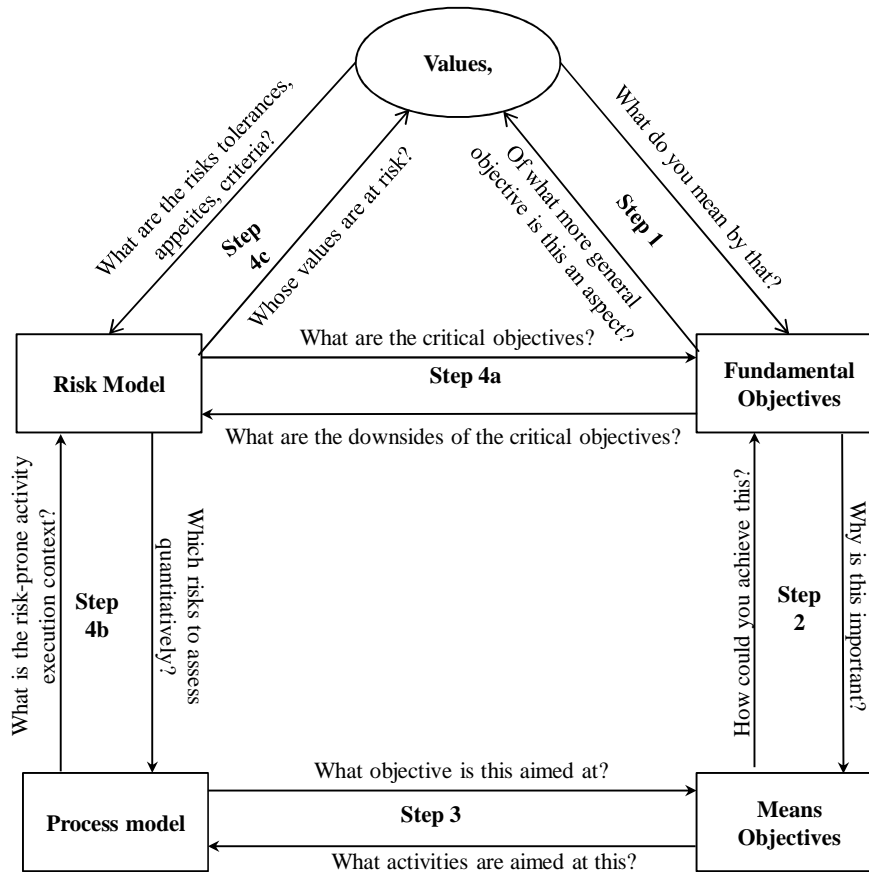 Values,
What are the risks tolerances,
appetites, criteria?
Step
4c
Whose values are at risk?
Of what more general
objective is this an aspect?
Step 1
What do you mean by that?
Risk Model
What are the critical objectives?
Step 4a
What are the downsides of the critical objectives?
Fundamental
Objectives
What is the risk-prone activity
execution context?
Step
4b
Which risks to assess
quantitatively?
How could you achieve this?
Step
2
Why is this
important?
Process model
What objective is this aimed at?
Step 3
What activities are aimed at this?
Means
Objectives